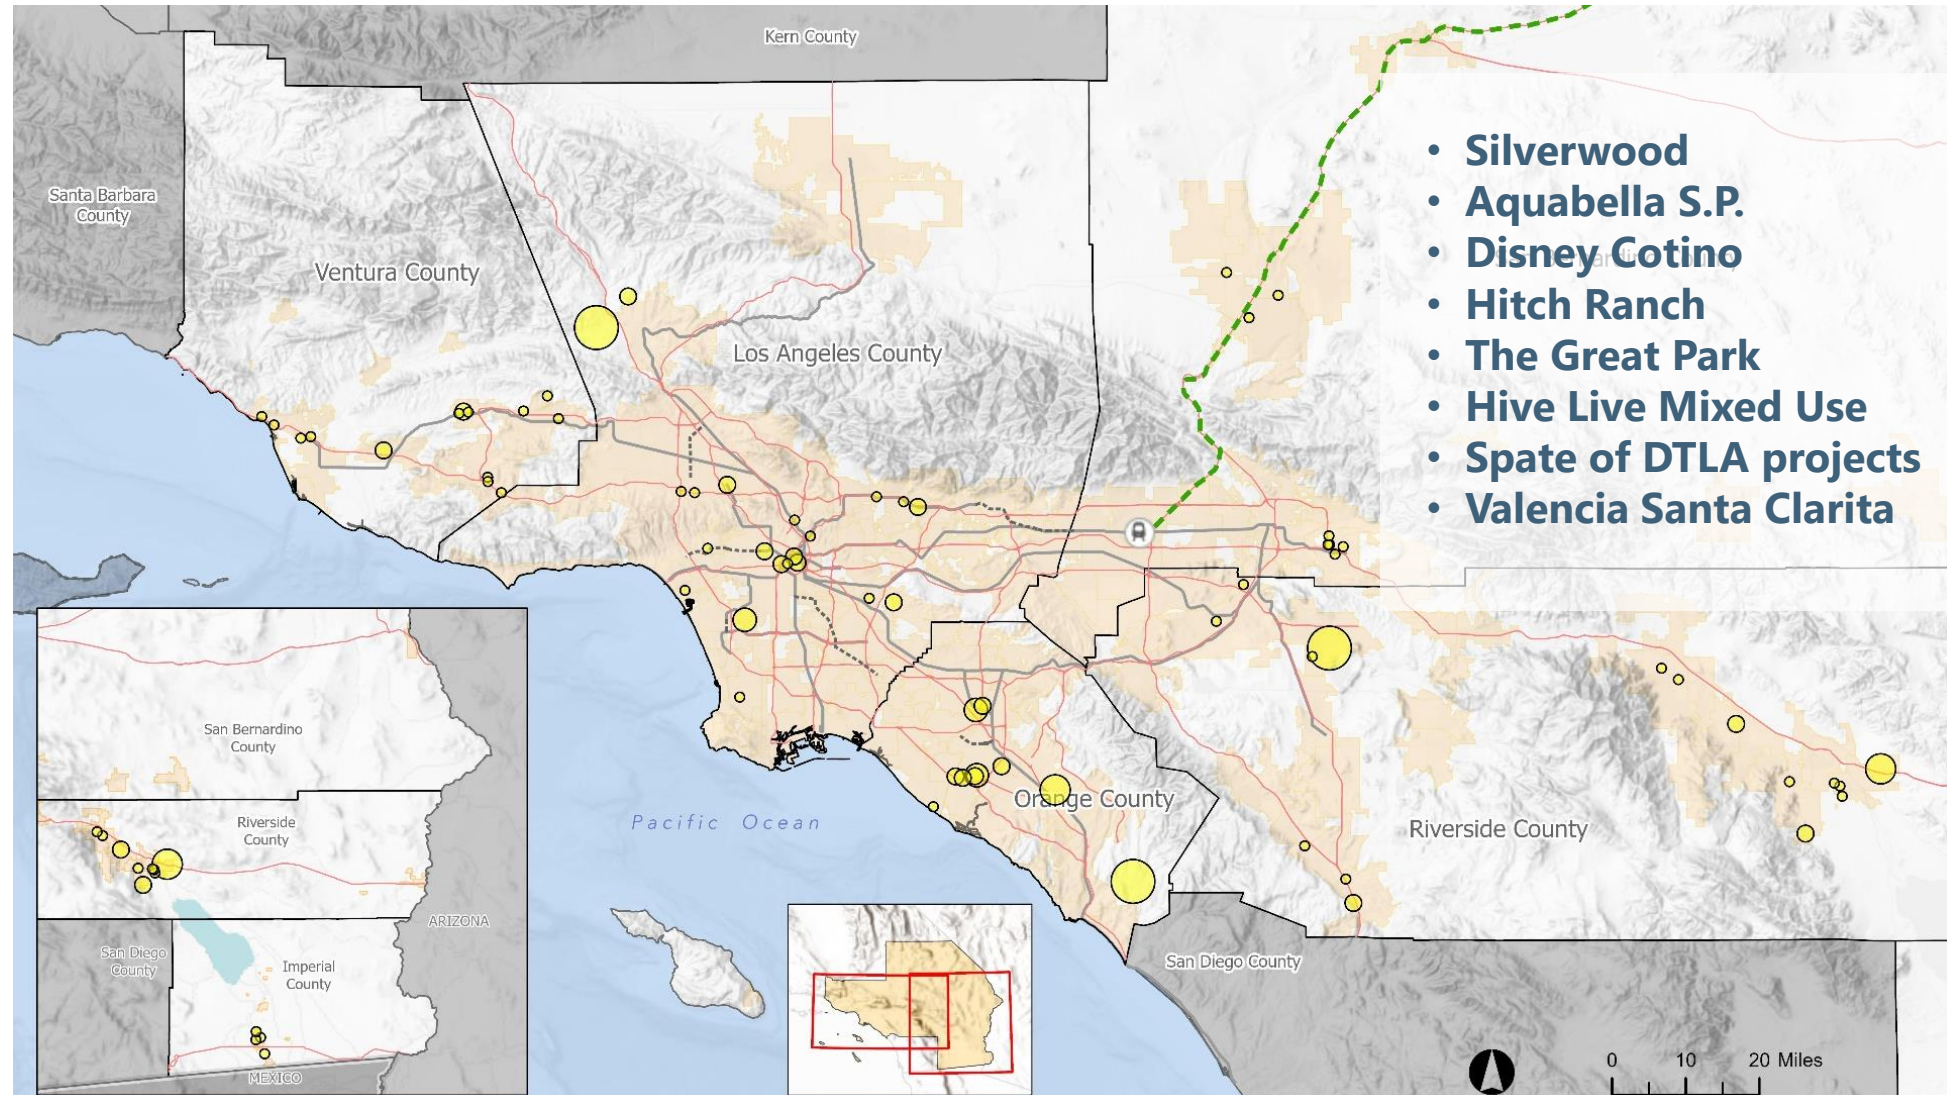 Kern County
Santa Barbara
County
Ventura County
Los Angeles County
• Silverwood
• Aquabella S.P.
• Disney Cotino
• Hitch Ranch
• The Great Park
• Hive Live Mixed Use
• Spate of DTLA projects
• Valencia Santa Clarita
Orange County
Riverside County
Pacific Ocean
San Diego County
San Bernardino
County
Riverside
County
ARIZONA
San Diego
County
Imperial
County
MEXICO
0 10 20 Miles